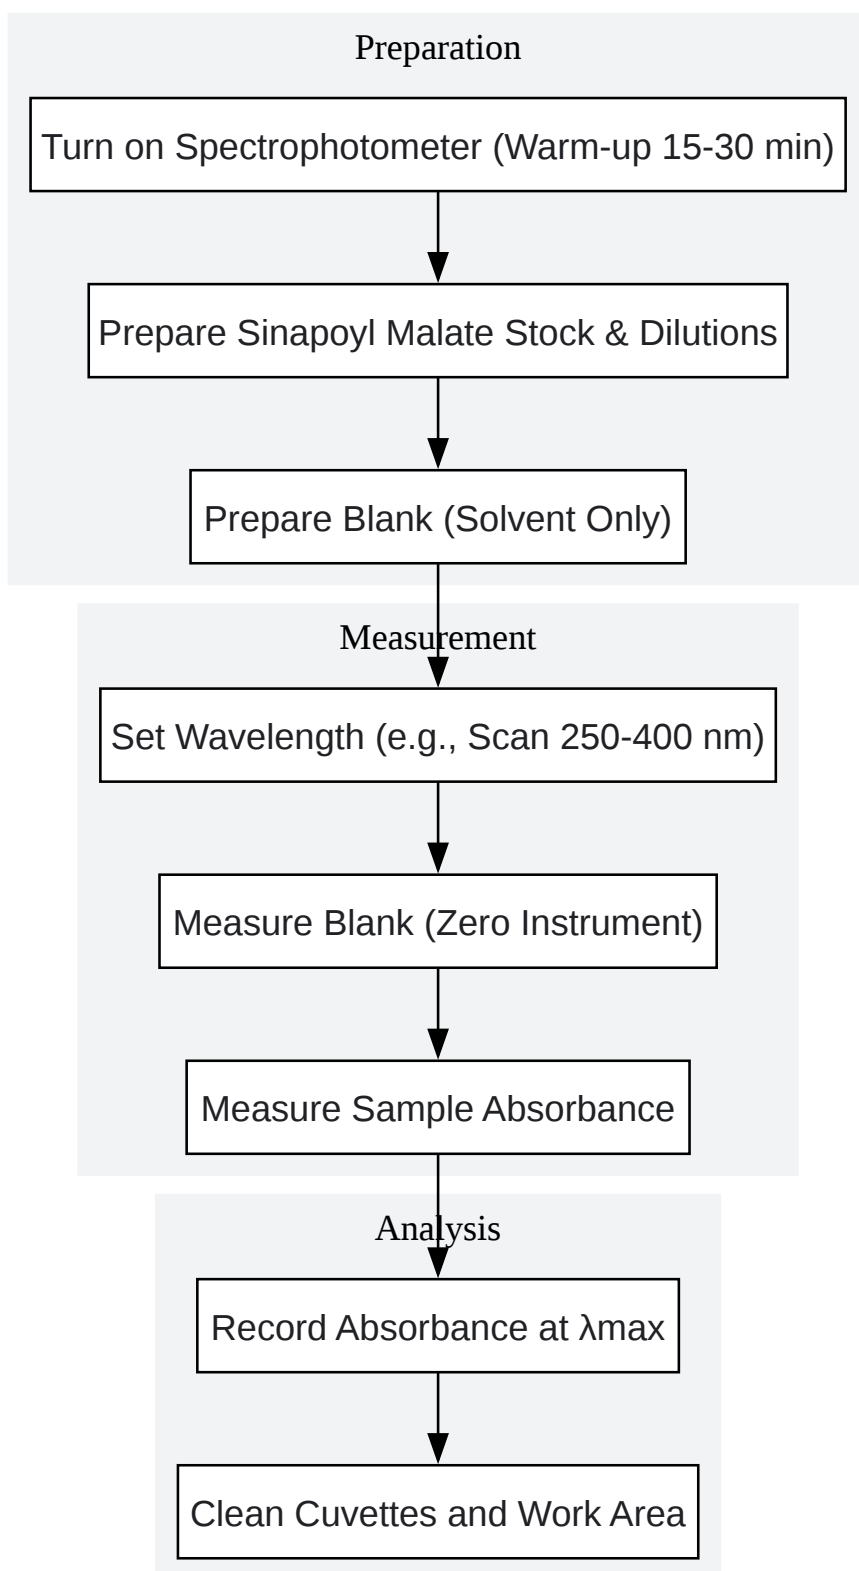 Preparation
Turn on Spectrophotometer (Warm-up 15-30 min)
Prepare Sinapoyl Malate Stock & Dilutions
Prepare Blank (Solvent Only)
Measurement
Set Wavelength (e.g., Scan 250-400 nm)
Measure Blank (Zero Instrument)
Measure Sample Absorbance
Analysis
Record Absorbance at λmax
Clean Cuvettes and Work Area